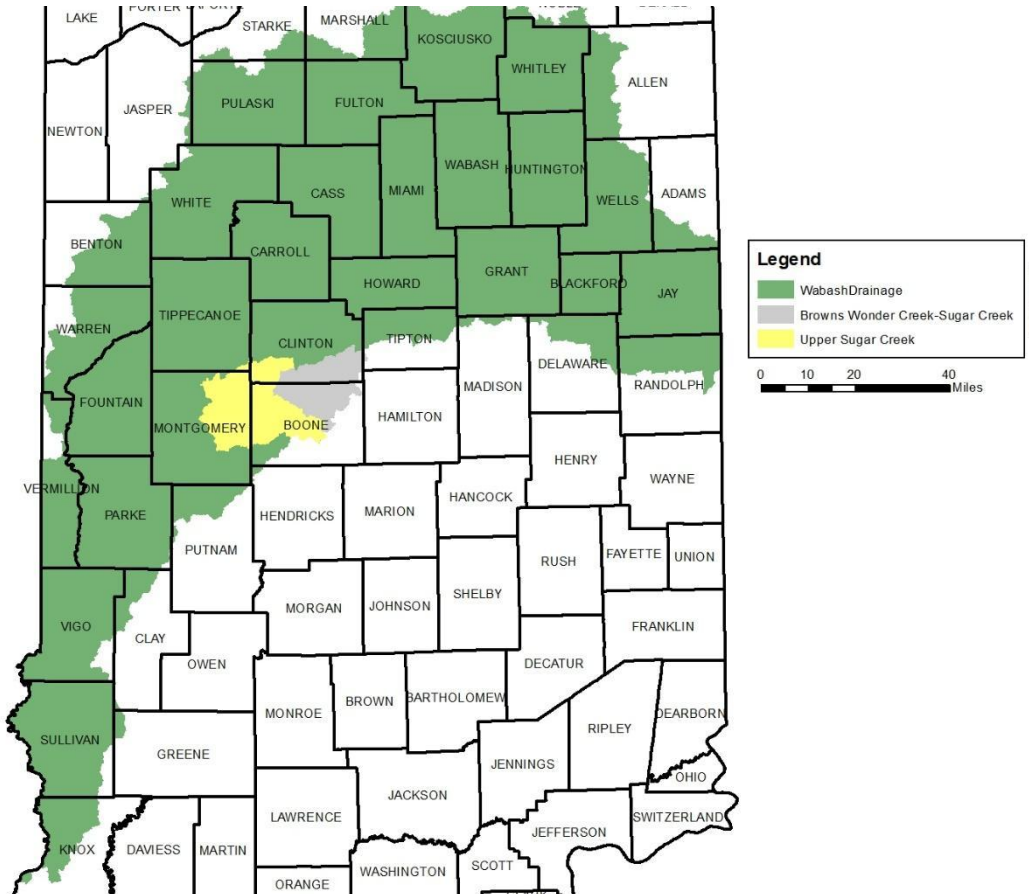 LAKE
STARKE
MARSHALL
KOSCIUSKO
WHITLEY
ALLEN
PULASKI
FULTON
JASPER
NEWTON
WABASH
HUNTINGTON
MIAMI
CASS
WHITE
WELLS
ADAMS
BENTON
CARROLL
GRANT
HOWARD
BLACKFORD
JAY
Legend
WabashDrainage
Browns Wonder Creek-Sugar Creek
Upper Sugar Creek
0 10 20 40
Miles
WARREN
TIPPECANOE
CLINTON
TIPTON
DELAWARE
RANDOLPH
MADISON
FOUNTAIN
MONTGOMERY
BOONE
HAMILTON
HENRY
WAYNE
VERMILLION
PARKE
HENDRICKS
MARION
HANCOCK
PUTNAM
RUSH
FAYETTE
UNION
MORGAN
JOHNSON
SHELBY
VIGO
CLAY
OWEN
FRANKLIN
DECATUR
MONROE
BROWN
BARTHOLOMEW
DEARBORN
RIPLEY
SULLIVAN
GREENE
JENNINGS
OHIO
JACKSON
LAWRENCE
SWITZERLAND
JEFFERSON
KNOX
DAVIESS
MARTIN
WASHINGTON
SCOTT
ORANGE